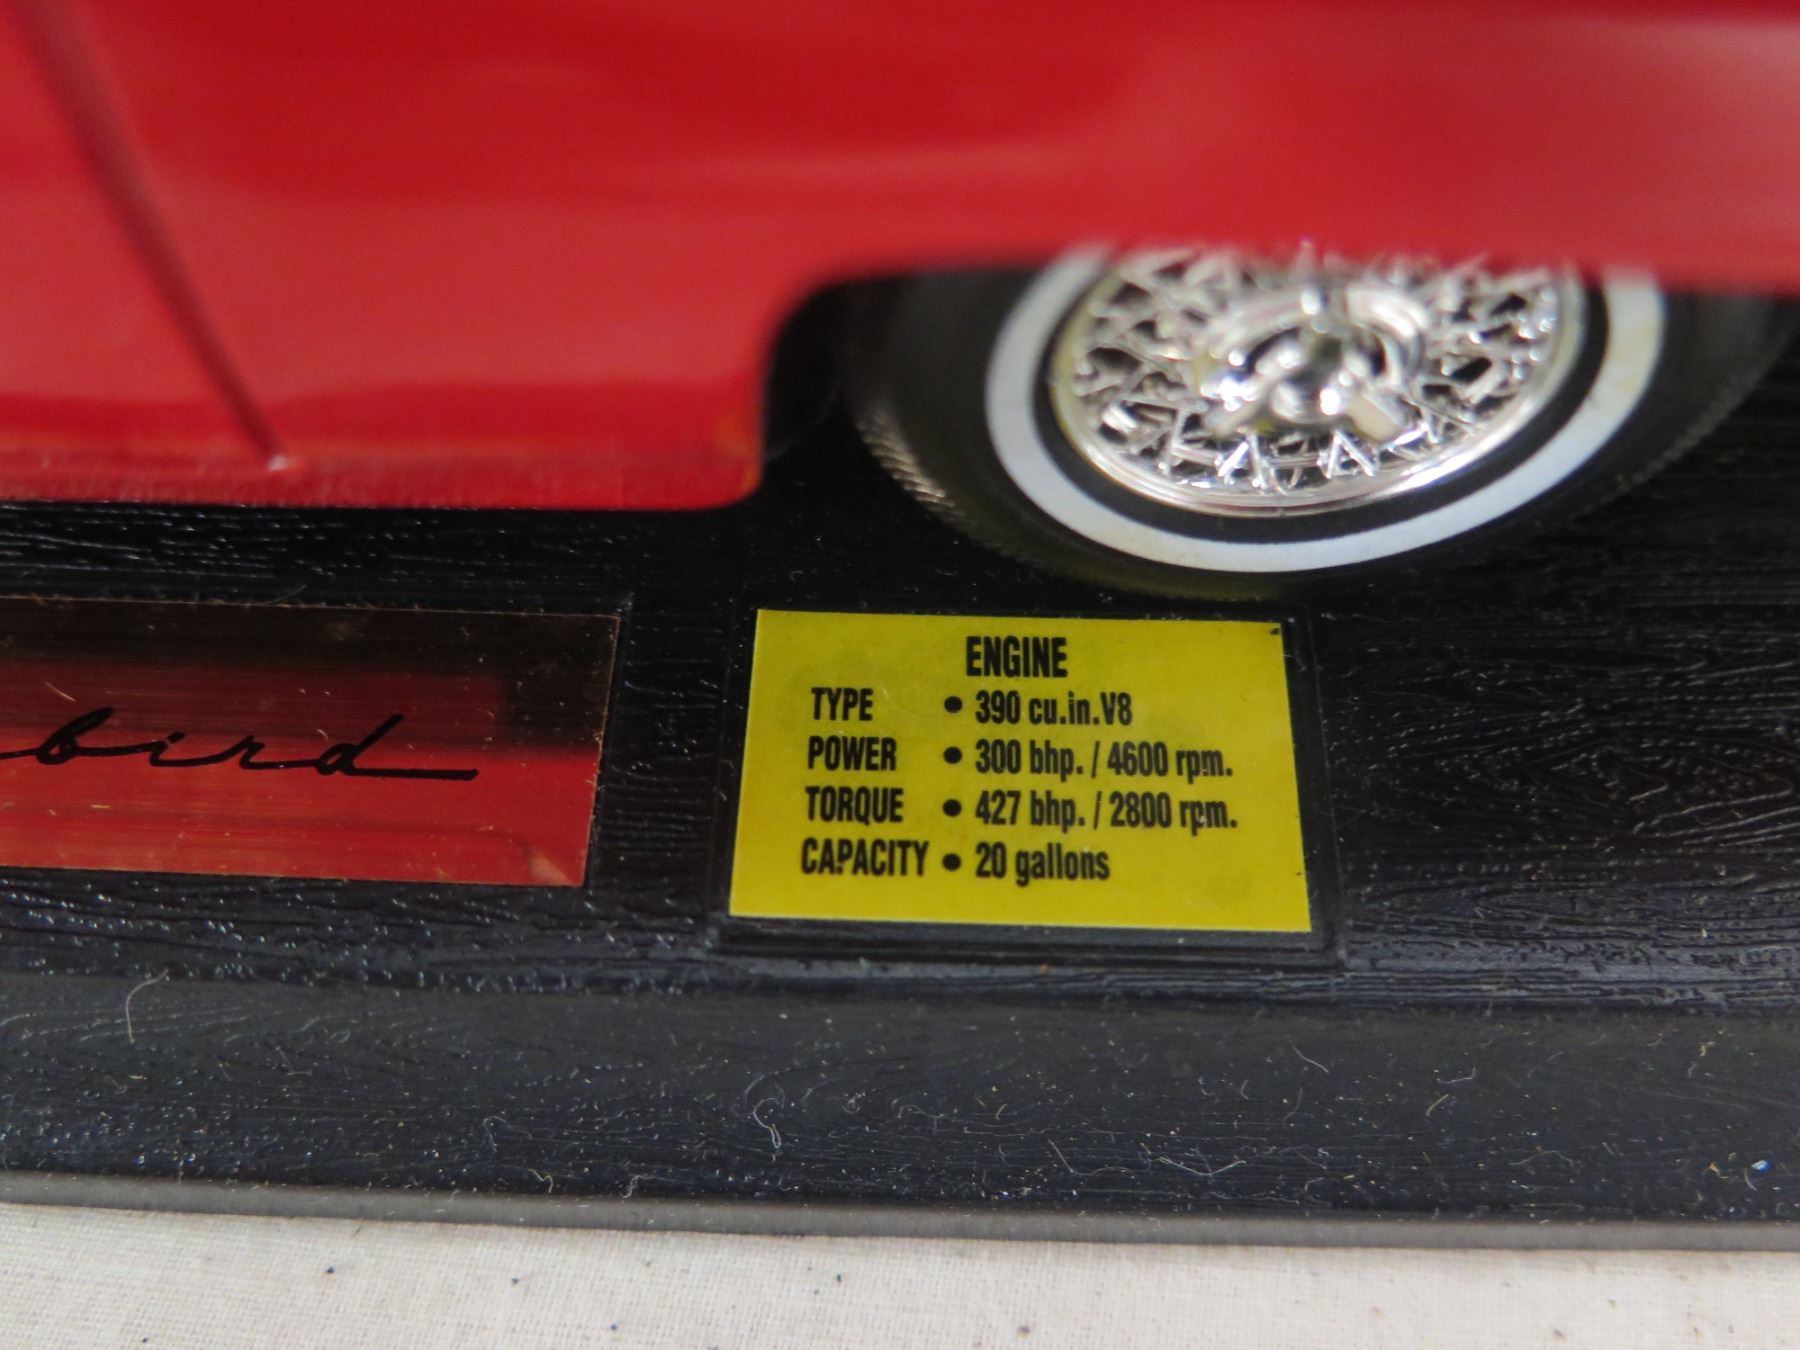 bird
ENGINE
TYPE • 390 cu.in.V8
POWER • 300 bhp. / 4600 rpm.
TORQUE • 427 bhp. / 2800 rpm.
CAPACITY • 20 gallons